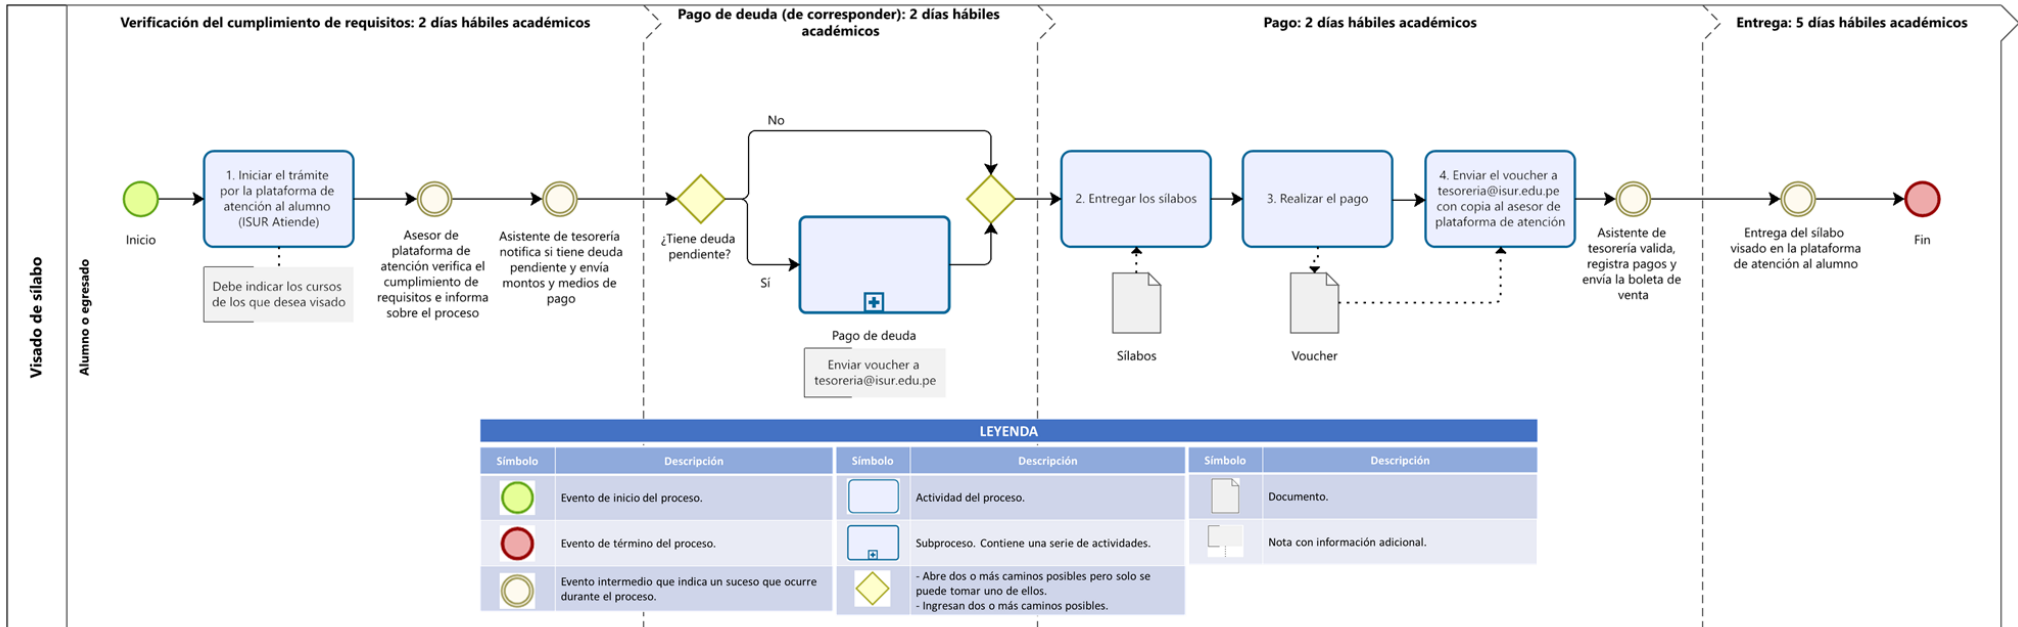 Verificación del cumplimiento de requisitos: 2 días hábiles académicos
Pago de deuda (de corresponder): 2 días hábiles
académicos
Pago: 2 días hábiles académicos
Entrega: 5 días hábiles académicos
Visado de sílabo
Alumno o egresado
Inicio
1. Iniciar el trámite
por la plataforma de
atención al alumno
(ISUR Atiende)
Debe indicar los cursos
de los que desea visado
Asesor de
plataforma de
atención verifica el
cumplimiento de
requisitos e informa
sobre el proceso
Asistente de tesorería
notifica si tiene deuda
pendiente y envía
montos y medios de
pago
¿Tiene deuda
pendiente?
No
Sí
Pago de deuda
Enviar voucher a
tesoreria@isur.edu.pe
2. Entregar los sílabos
Sílabos
3. Realizar el pago
Voucher
4. Enviar el voucher a
tesoreria@isur.edu.pe
con copia al asesor de
plataforma de atención
Asistente de
tesorería valida,
registra pagos y
envía la boleta de
venta
Entrega del sílabo
visado en la plataforma
de atención al alumno
Fin
LEYENDA
Símbolo
Descripción
Evento de inicio del proceso.
Evento de término del proceso.
Evento intermedio que indica un suceso que ocurre
durante el proceso.
Símbolo
Descripción
Actividad del proceso.
Subproceso. Contiene una serie de actividades.
- Abre dos o más caminos posibles pero solo se
puede tomar uno de ellos.
- Ingresan dos o más caminos posibles.
Símbolo
Descripción
Documento.
Nota con información adicional.